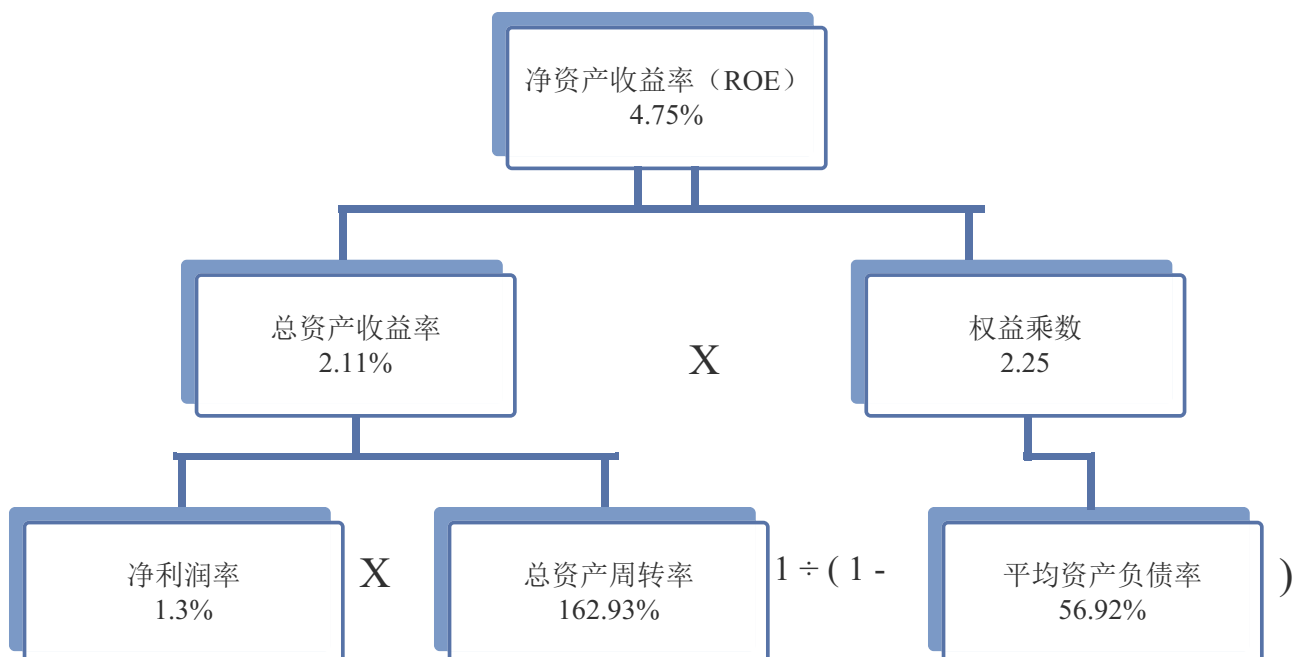 净资产收益率（ROE）
4.75%
总资产收益率
2.11%
X
权益乘数
2.25
净利润率
1.3%
X
总资产周转率
162.93%
1 ÷ ( 1 -
平均资产负债率
56.92%
)